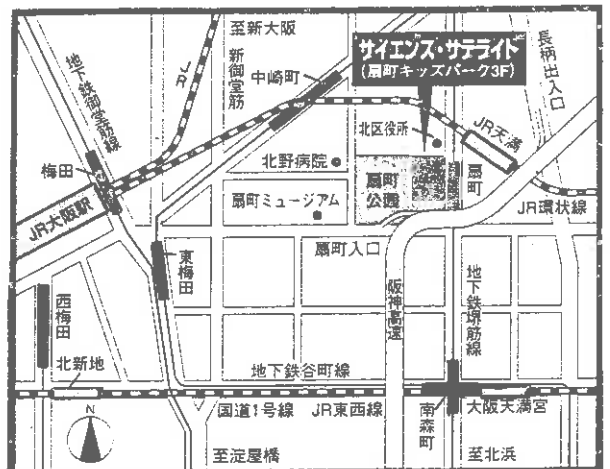 至新大阪
サイエンス・サテライト
(扇町キッズパーク3F)
長柄出入口
地下鉄御堂筋線
JR
新御堂筋
中崎町
北区役所
JR天満
梅田
北野病院
扇町
公園
扇町
扇町ミュージアム
JR大阪駅
JR環状線
扇町入口
東梅田
西梅田
阪神高速
地下鉄堺筋線
北新地
地下鉄谷町線
国道1号線
JR東西線
南森町
大阪天満宮
N
至淀屋橋
至北浜